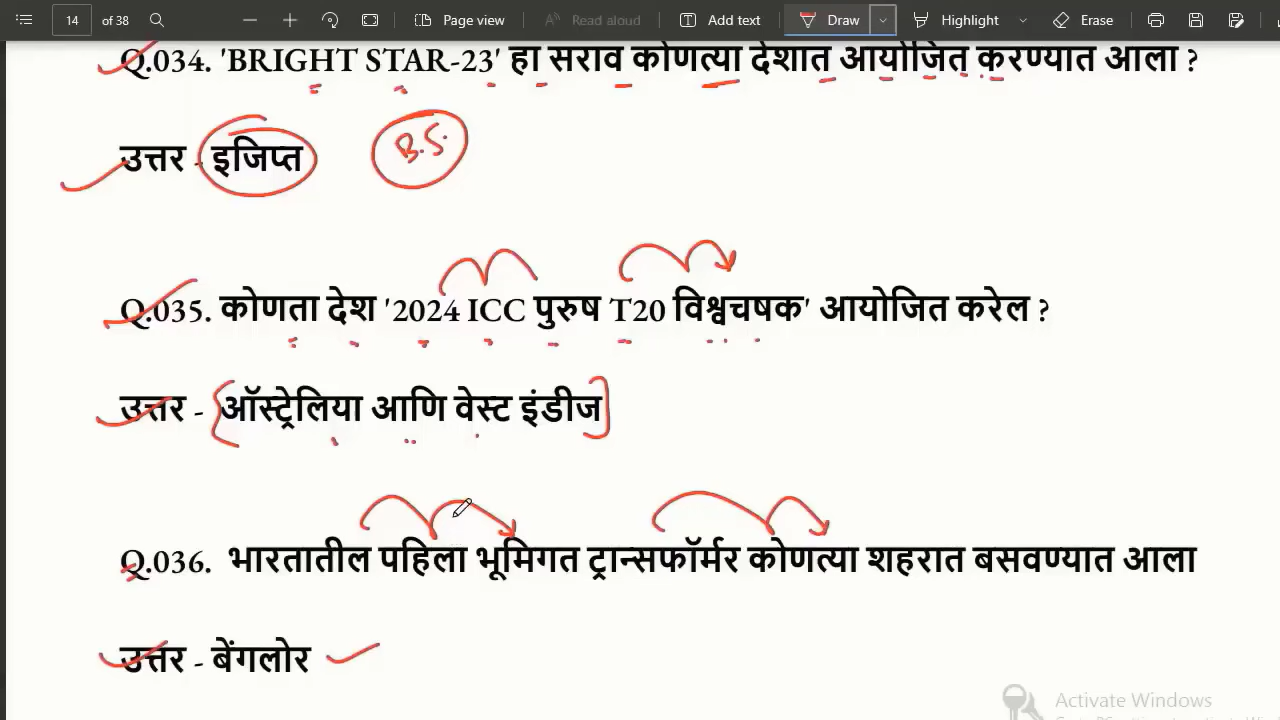 14 of 38 Page view Read aloud Add text Draw Highlight Erase
Q.034. 'BRIGHT STAR-23' हा सराव कोणत्या देशात आयोजित करण्यात आला ?
उत्तर - इजिप्त B.S.
Q.035. कोणता देश '2024 ICC पुरुष T20 विश्वचषक' आयोजित करेल ?
उत्तर - ऑस्ट्रेलिया आणि वेस्ट इंडीज
Q.036. भारतातील पहिला भूमिगत ट्रान्सफॉर्मर कोणत्या शहरात बसवण्यात आला
उत्तर - बेंगलोर
Activate Windows